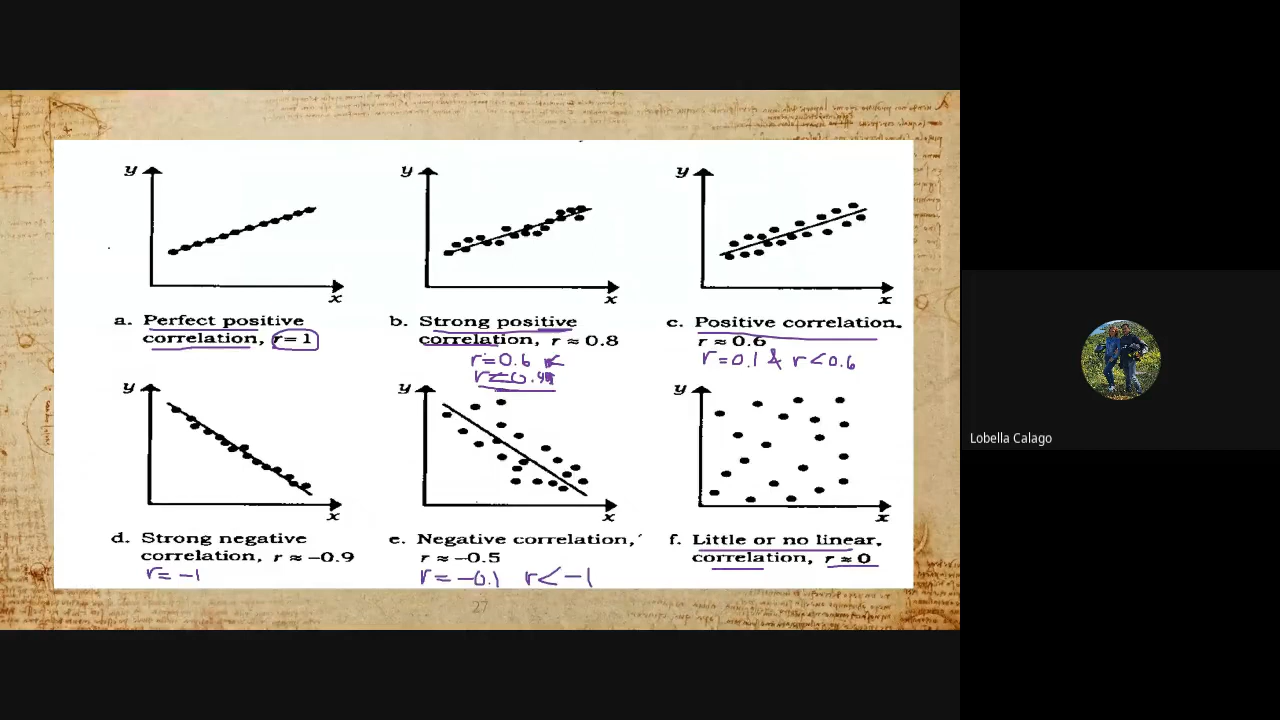 y
y
y
x
x
x
a. Perfect positive
correlation, r = 1
b. Strong positive
correlation, r ≈ 0.8
r = 0.6
c. Positive correlation.
r ≈ 0.6
r = 0.1 & r < 0.6
y
y
y
x
x
x
d. Strong negative
correlation, r ≈ −0.9
r = −1
e. Negative correlation,
r ≈ −0.5
r = −0.1 r < −1
f. Little or no linear.
correlation, r ≈ 0
27
Lobella Calago